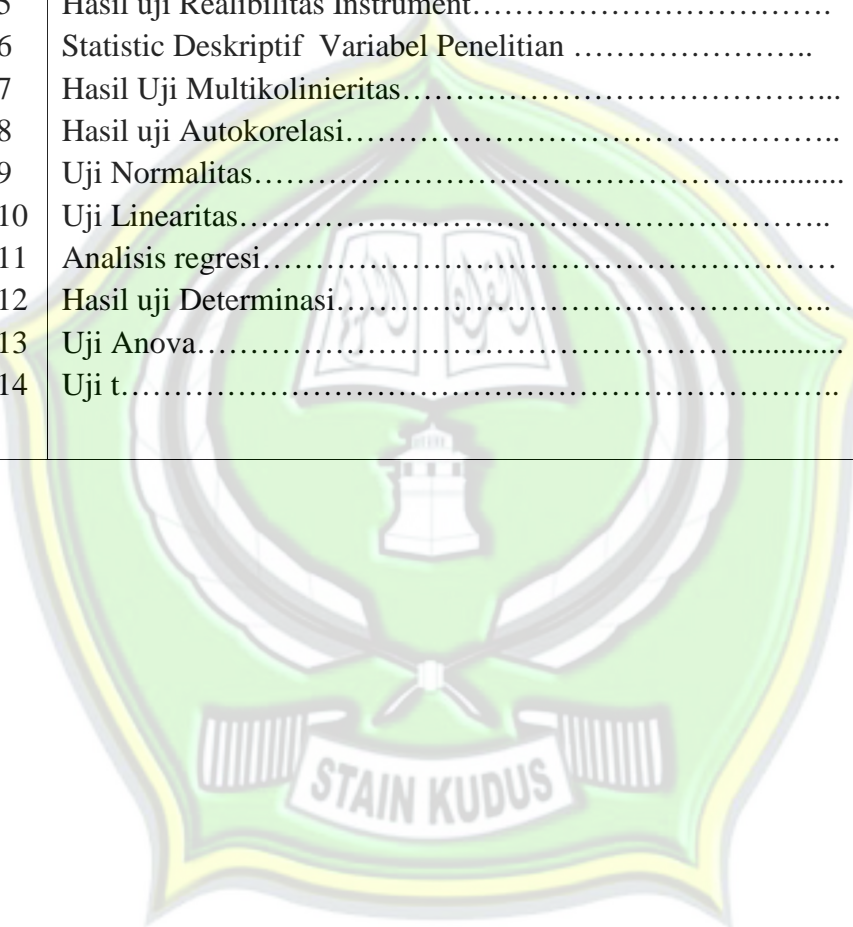 5 Hasil uji Realibilitas Instrument…………………………….
6 Statistic Deskriptif Variabel Penelitian …………………..
7 Hasil Uji Multikolinieritas…………………………………...
8 Hasil uji Autokorelasi………………………………………..
9 Uji Normalitas………………………………………..............
10 Uji Linearitas………………………………………………..
11 Analisis regresi………………………………………………
12 Hasil uji Determinasi………………………………………..
13 Uji Anova……………………………………………..............
14 Uji t…………………………………………………………..
STAIN KUDUS